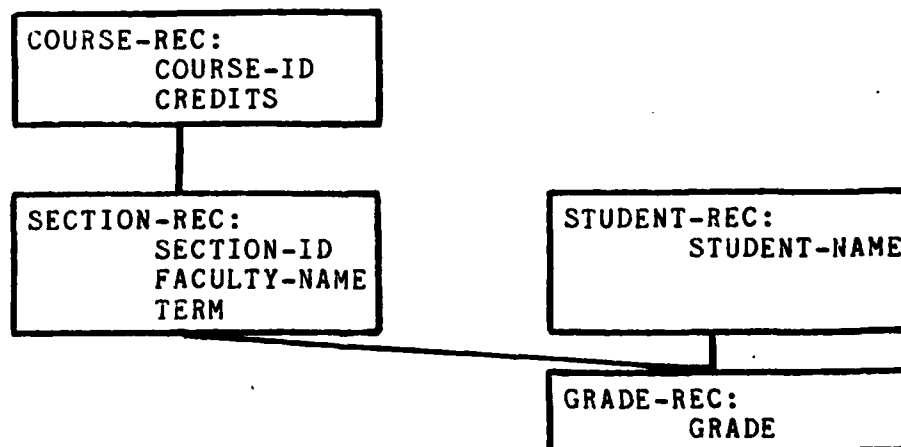 COURSE-REC:
COURSE-ID
CREDITS
SECTION-REC:
SECTION-ID
FACULTY-NAME
TERM
STUDENT-REC:
STUDENT-NAME
GRADE-REC:
GRADE